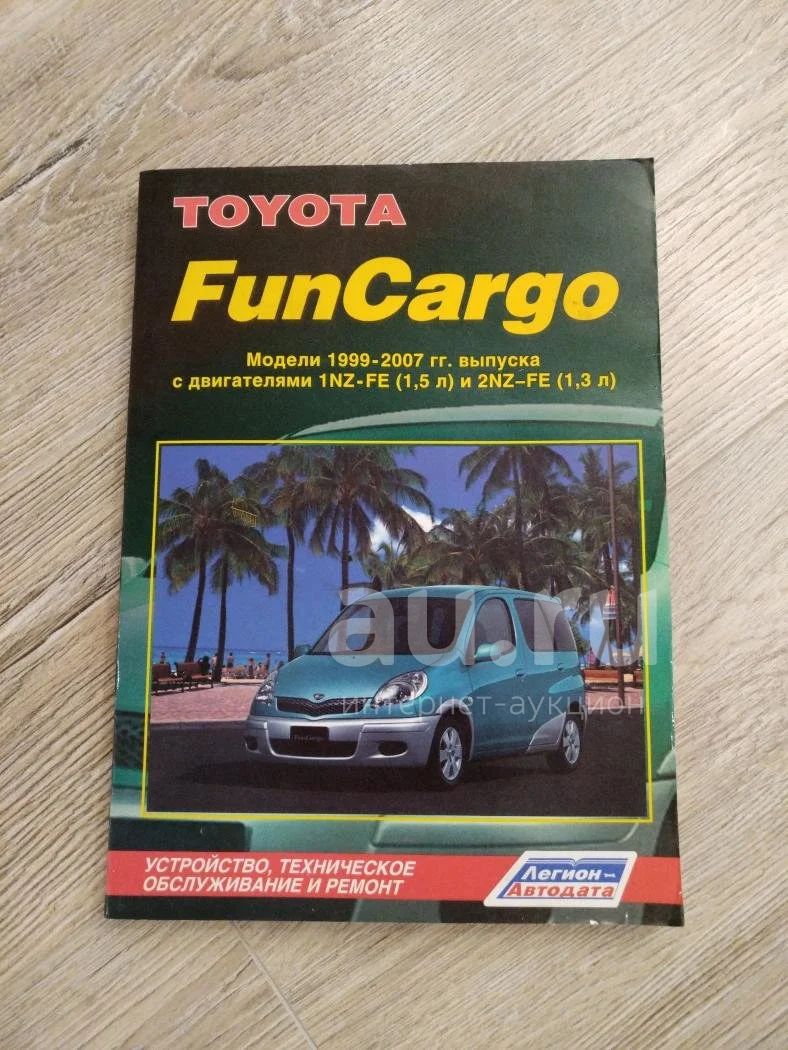 TOYOTA
FunCargo
Модели 1999-2007 гг. выпуска
с двигателями 1NZ-FE (1,5 л) и 2NZ-FE (1,3 л)
au.ru
интернет-аукцион
FunCargo
УСТРОЙСТВО, ТЕХНИЧЕСКОЕ
ОБСЛУЖИВАНИЕ И РЕМОНТ
Легион-
Автодата